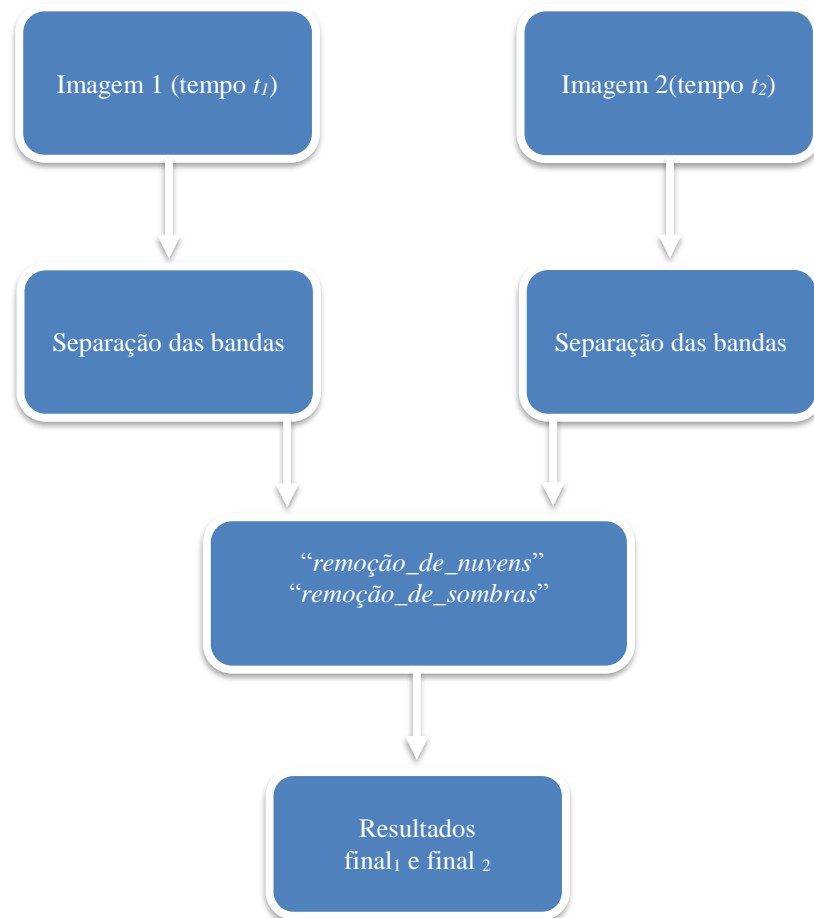 Imagem 1 (tempo t₁)
Imagem 2(tempo t₂)
Separação das bandas
Separação das bandas
“remoção_de_nuvens”
“remoção_de_sombras”
Resultados
final₁ e final ₂